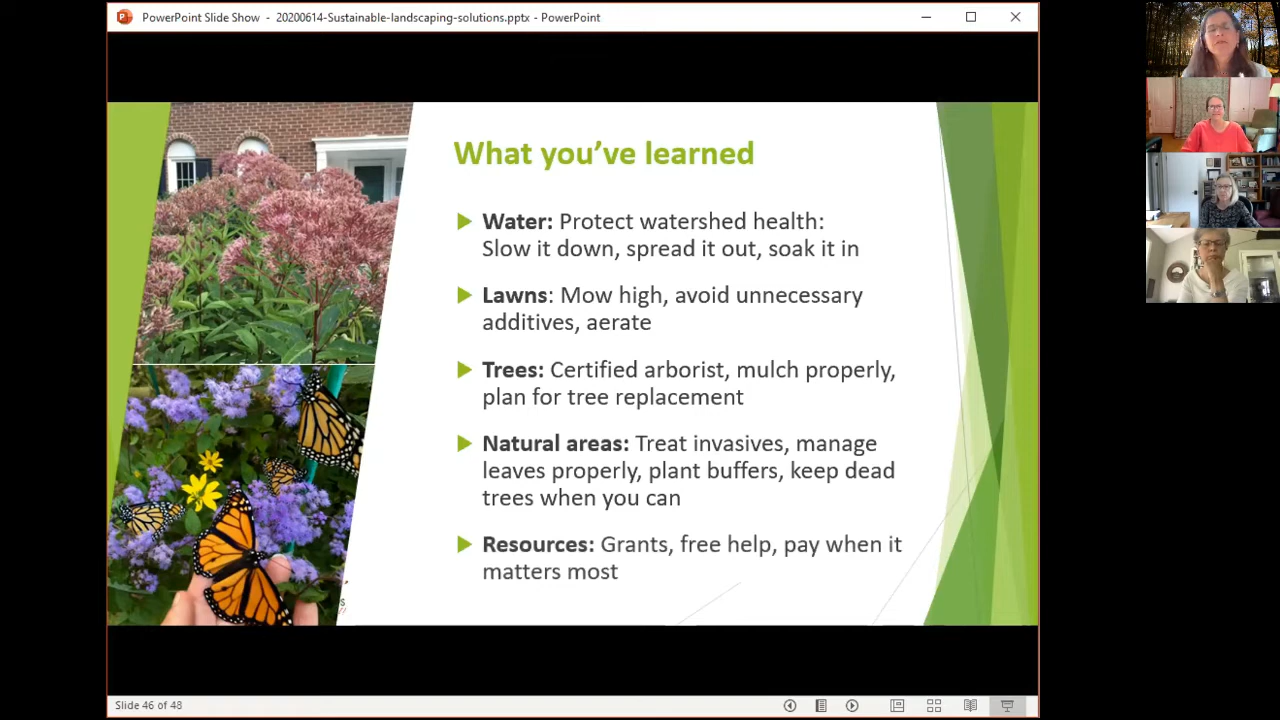 PowerPoint Slide Show - 20200614-Sustainable-landscaping-solutions.pptx - PowerPoint
What you’ve learned
Water: Protect watershed health:
Slow it down, spread it out, soak it in
Lawns: Mow high, avoid unnecessary
additives, aerate
Trees: Certified arborist, mulch properly,
plan for tree replacement
Natural areas: Treat invasives, manage
leaves properly, plant buffers, keep dead
trees when you can
Resources: Grants, free help, pay when it
matters most
Slide 46 of 48